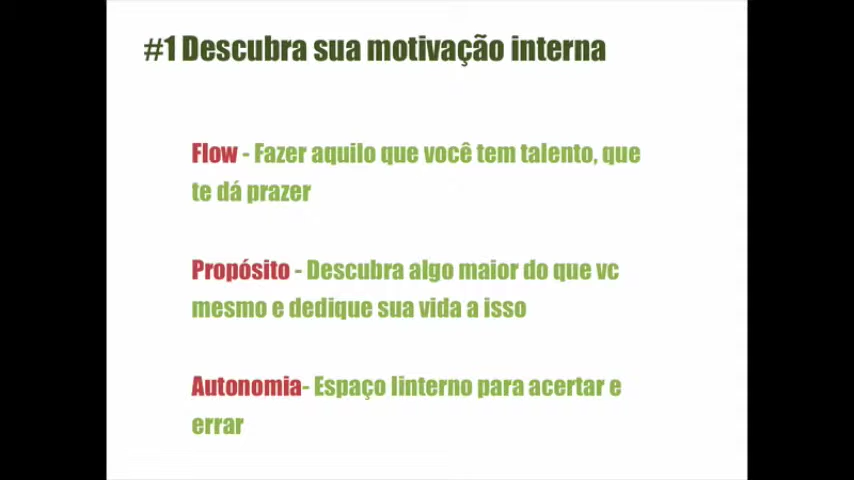 #1 Descubra sua motivação interna
Flow - Fazer aquilo que você tem talento, que
te dá prazer
Propósito - Descubra algo maior do que vc
mesmo e dedique sua vida a isso
Autonomia- Espaço Iinterno para acertar e
errar